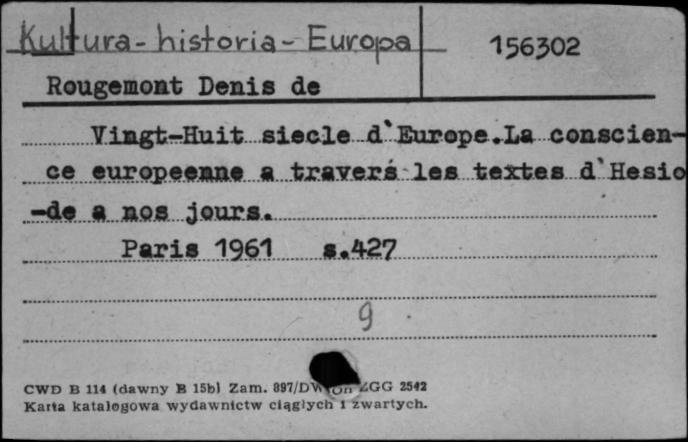 Kultura - historia - Europa 156302
Rougemont Denis de
Vingt-Huit siecle d`Europe.La conscien-
ce europeenne a travers les textes d`Hesio
-de a nos jours.
Paris 1961 s.427
9
CWD B 114 (dawny B 15b) Zam. 897/ ZGG 2542
Karta katalogowa wydawnictw ciągłych i zwartych.